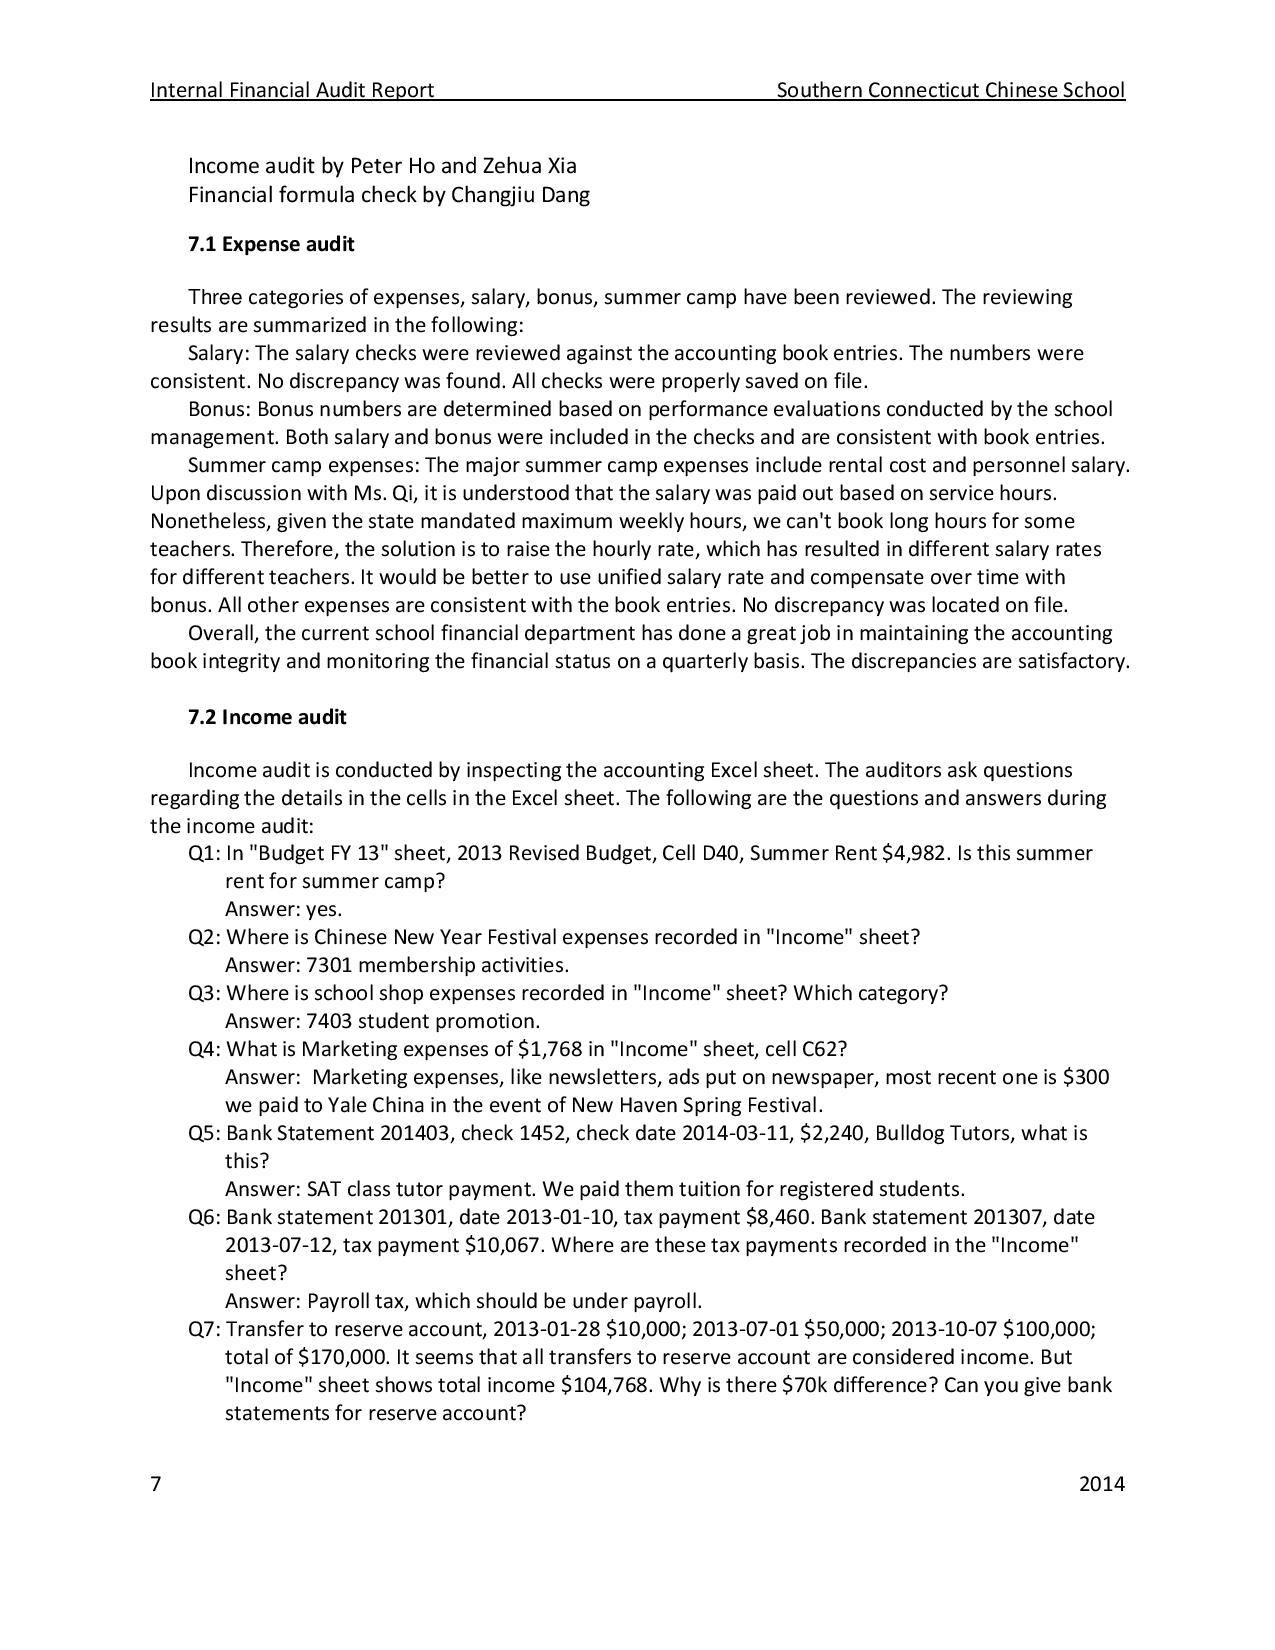 Internal Financial Audit Report Southern Connecticut Chinese School
Income audit by Peter Ho and Zehua Xia
Financial formula check by Changjiu Dang
7.1 Expense audit
Three categories of expenses, salary, bonus, summer camp have been reviewed. The reviewing
results are summarized in the following:
Salary: The salary checks were reviewed against the accounting book entries. The numbers were
consistent. No discrepancy was found. All checks were properly saved on file.
Bonus: Bonus numbers are determined based on performance evaluations conducted by the school
management. Both salary and bonus were included in the checks and are consistent with book entries.
Summer camp expenses: The major summer camp expenses include rental cost and personnel salary.
Upon discussion with Ms. Qi, it is understood that the salary was paid out based on service hours.
Nonetheless, given the state mandated maximum weekly hours, we can't book long hours for some
teachers. Therefore, the solution is to raise the hourly rate, which has resulted in different salary rates
for different teachers. It would be better to use unified salary rate and compensate over time with
bonus. All other expenses are consistent with the book entries. No discrepancy was located on file.
Overall, the current school financial department has done a great job in maintaining the accounting
book integrity and monitoring the financial status on a quarterly basis. The discrepancies are satisfactory.
7.2 Income audit
Income audit is conducted by inspecting the accounting Excel sheet. The auditors ask questions
regarding the details in the cells in the Excel sheet. The following are the questions and answers during
the income audit:
Q1: In "Budget FY 13" sheet, 2013 Revised Budget, Cell D40, Summer Rent $4,982. Is this summer
rent for summer camp?
Answer: yes.
Q2: Where is Chinese New Year Festival expenses recorded in "Income" sheet?
Answer: 7301 membership activities.
Q3: Where is school shop expenses recorded in "Income" sheet? Which category?
Answer: 7403 student promotion.
Q4: What is Marketing expenses of $1,768 in "Income" sheet, cell C62?
Answer:  Marketing expenses, like newsletters, ads put on newspaper, most recent one is $300
we paid to Yale China in the event of New Haven Spring Festival.
Q5: Bank Statement 201403, check 1452, check date 2014-03-11, $2,240, Bulldog Tutors, what is
this?
Answer: SAT class tutor payment. We paid them tuition for registered students.
Q6: Bank statement 201301, date 2013-01-10, tax payment $8,460. Bank statement 201307, date
2013-07-12, tax payment $10,067. Where are these tax payments recorded in the "Income"
sheet?
Answer: Payroll tax, which should be under payroll.
Q7: Transfer to reserve account, 2013-01-28 $10,000; 2013-07-01 $50,000; 2013-10-07 $100,000;
total of $170,000. It seems that all transfers to reserve account are considered income. But
"Income" sheet shows total income $104,768. Why is there $70k difference? Can you give bank
statements for reserve account?
7 2014